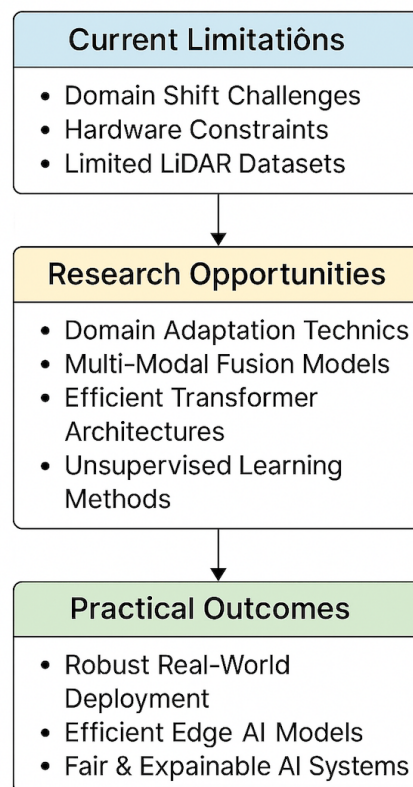 Current Limitatiôns
• Domain Shift Challenges
• Hardware Constraints
• Limited LiDAR Datasets
Research Opportunities
• Domain Adaptation Technics
• Multi-Modal Fusion Models
• Efficient Transformer
Architectures
• Unsupervised Learning
Methods
Practical Outcomes
• Robust Real-World
Deployment
• Efficient Edge AI Models
• Fair & Expainable AI Systems